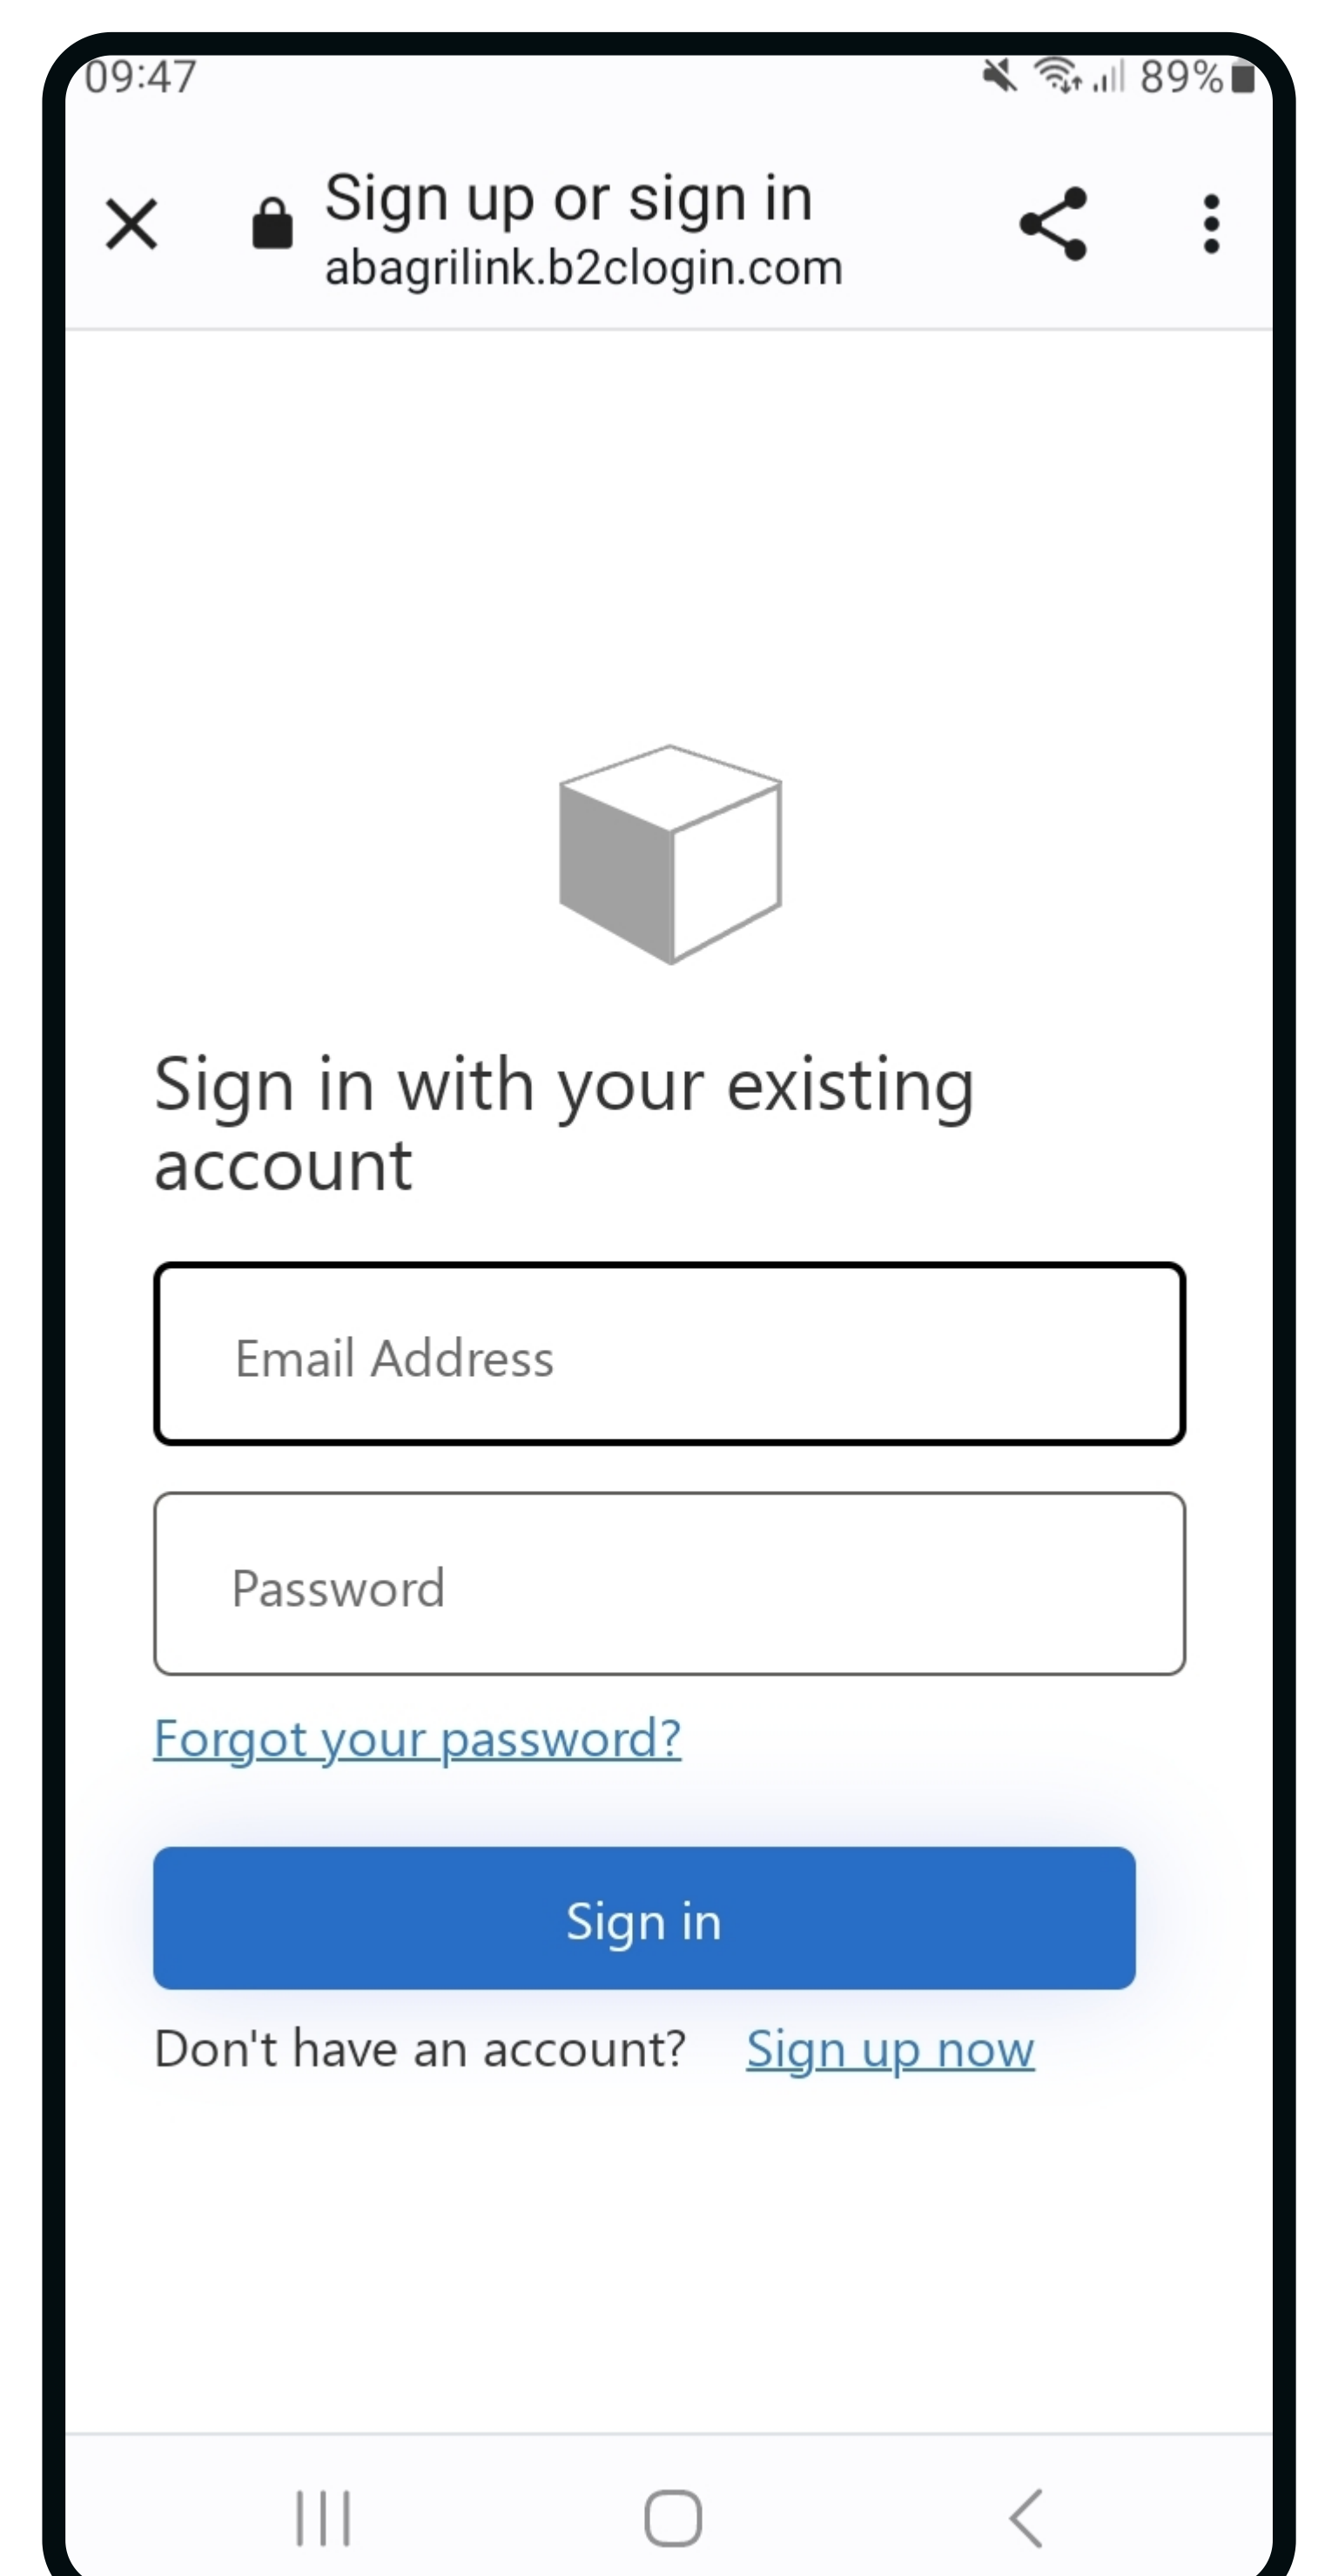 09:47 89%
Sign up or sign in
abagrilink.b2clogin.com
Sign in with your existing
account
Email Address
Password
Forgot your password?
Sign in
Don't have an account? Sign up now